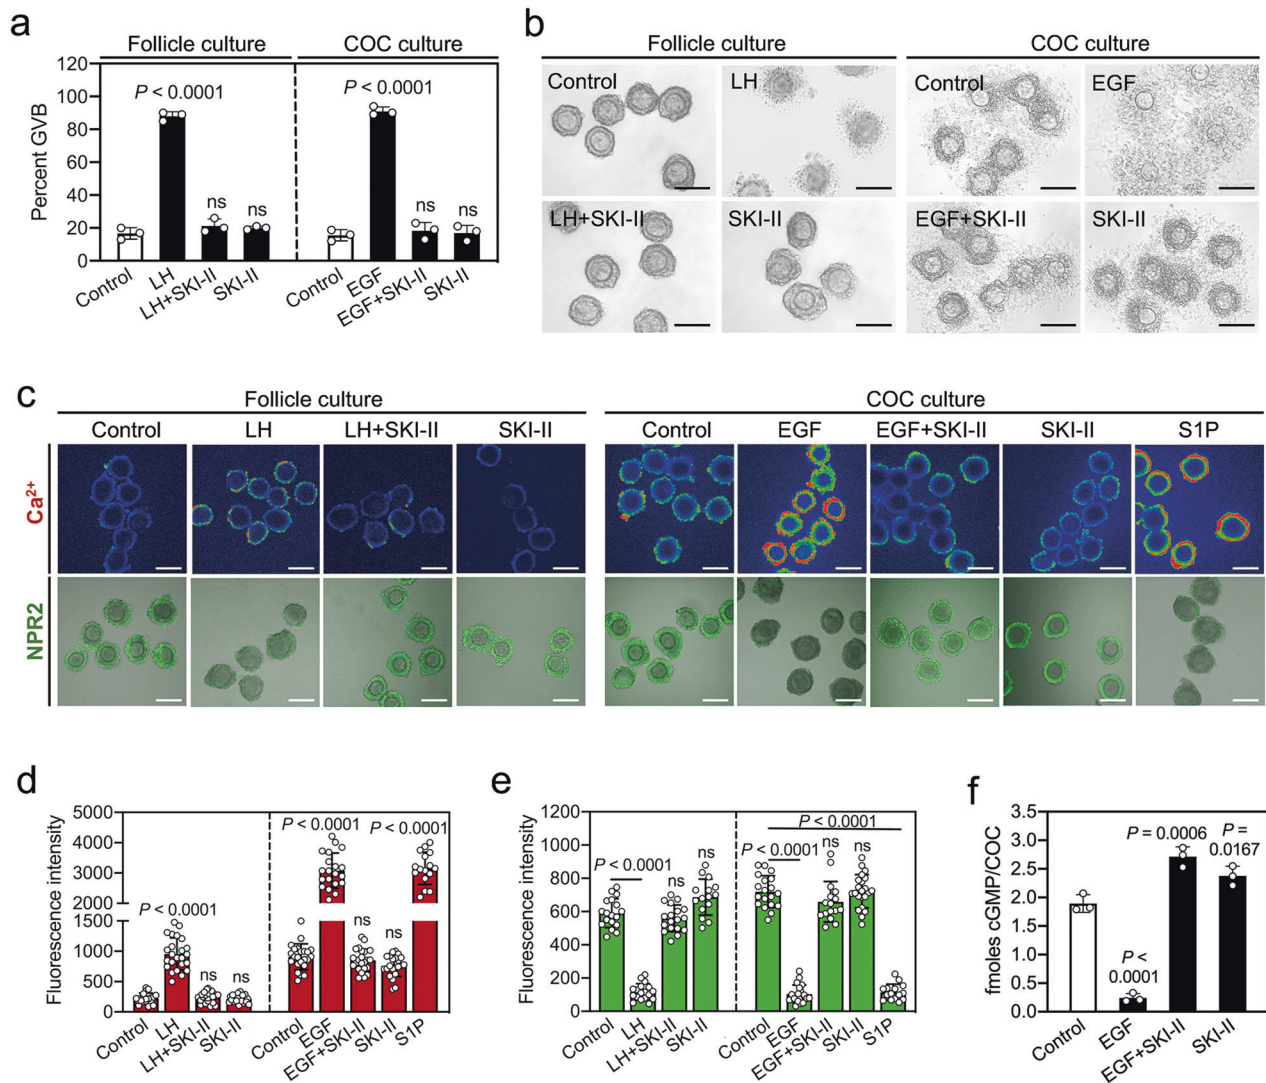 a
Follicle culture
COC culture
Percent GVB
120
100
80
60
40
20
0
P < 0.0001
ns
ns
P < 0.0001
ns
ns
Control
LH
LH+SKI-II
SKI-II
Control
EGF
EGF+SKI-II
SKI-II
b
Follicle culture
COC culture
Control
LH
Control
EGF
LH+SKI-II
SKI-II
EGF+SKI-II
SKI-II
c
Follicle culture
COC culture
Control
LH
LH+SKI-II
SKI-II
Control
EGF
EGF+SKI-II
SKI-II
S1P
Ca²⁺
NPR2
d
Fluorescence intensity
5000
4000
3000
2000
1500
1000
500
0
P < 0.0001
ns
ns
P < 0.0001
ns
ns
P < 0.0001
Control
LH
LH+SKI-II
SKI-II
Control
EGF
EGF+SKI-II
SKI-II
S1P
e
Fluorescence intensity
1200
1000
800
600
400
200
0
P < 0.0001
ns
ns
P < 0.0001
P < 0.0001
ns
ns
Control
LH
LH+SKI-II
SKI-II
Control
EGF
EGF+SKI-II
SKI-II
S1P
f
fmoles cGMP/COC
3.5
3.0
2.5
2.0
1.5
1.0
0.5
0.0
P <
0.0001
P = 0.0006
P =
0.0167
Control
EGF
EGF+SKI-II
SKI-II